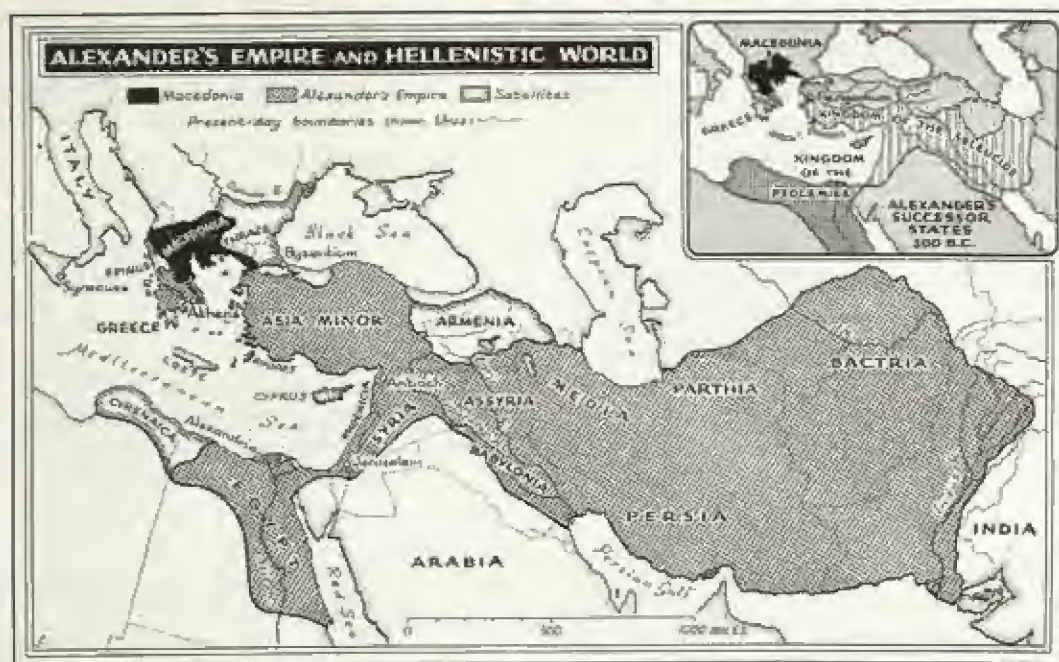 ALEXANDER'S EMPIRE AND HELLENISTIC WORLD
Macedonia Alexander's Empire Satellites
Present-day boundaries shown thus
ITALY
Black Sea
Byzantium
THRACE
EPIRUS
Syracuse
Athens
GREECE
ASIA MINOR
ARMENIA
Caspian Sea
Mediterranean Sea
CRETE
CYPRUS
CYRENAICA
Alexandria
EGYPT
Red Sea
Antioch
SYRIA
Jerusalem
ASSYRIA
BABYLONIA
MEDIA
PARTHIA
BACTRIA
PERSIA
INDIA
ARABIA
Persian Gulf
0 500 1000 MILES
MACEDONIA
GREECE
KINGDOM OF THE SELEUCIDS
KINGDOM
OF THE
PTOLEMIES
ALEXANDER'S
SUCCESSOR
STATES
300 B.C.